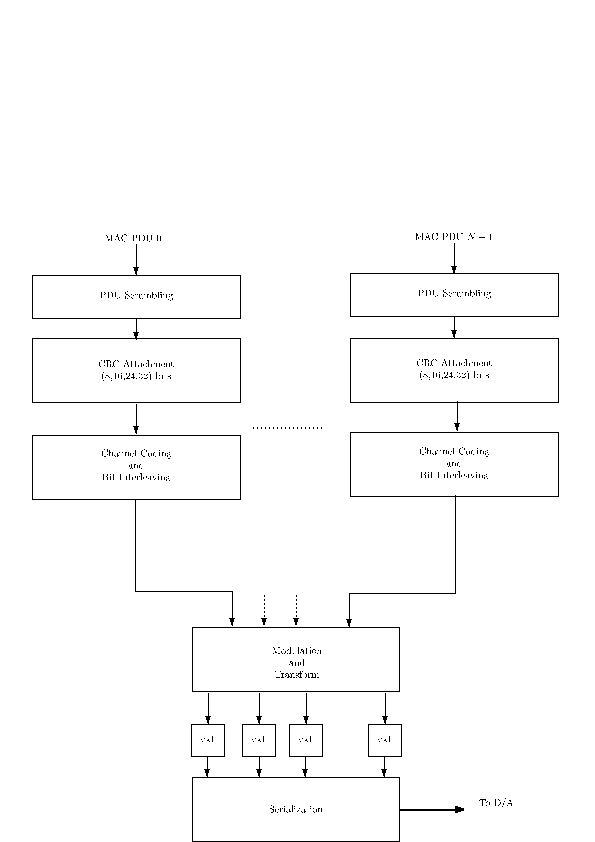 MAC PDU 0
MAC PDU N − 1
PDU Scrambling
PDU Scrambling
CRC Attachment
(8,16,24,32) bits
CRC Attachment
(8,16,24,32) bits
Channel Coding
and
Bit Interleaving
Channel Coding
and
Bit Interleaving
Modulation
and
Transform
Serialization
To D/A